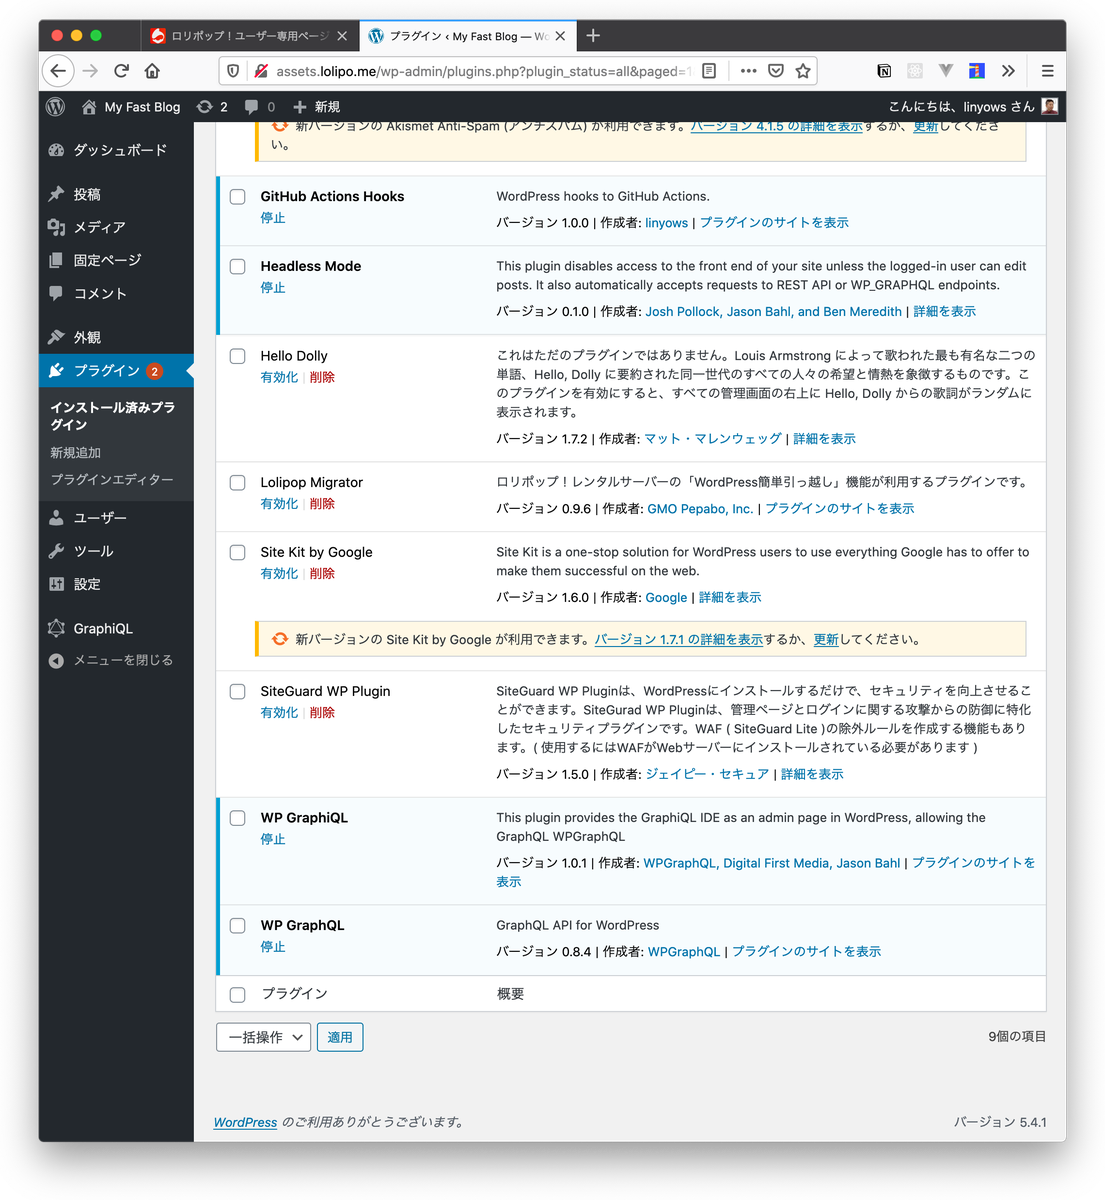 ロリポップ！ユーザー専用ページ
プラグイン ‹ My Fast Blog — Wo
assets.lolipo.me/wp-admin/plugins.php?plugin_status=all&paged=1
My Fast Blog
2
0
新規
こんにちは、linyows さん
ダッシュボード
投稿
メディア
固定ページ
コメント
外観
プラグイン 2
インストール済みプラ
グイン
新規追加
プラグインエディター
ユーザー
ツール
設定
GraphiQL
メニューを閉じる
新バージョンの Akismet Anti-Spam (アンチスパム) が利用できます。バージョン 4.1.5 の詳細を表示するか、更新してくださ
い。
GitHub Actions Hooks
停止
WordPress hooks to GitHub Actions.
バージョン 1.0.0 | 作成者: linyows | プラグインのサイトを表示
Headless Mode
停止
This plugin disables access to the front end of your site unless the logged-in user can edit
posts. It also automatically accepts requests to REST API or WP_GRAPHQL endpoints.
バージョン 0.1.0 | 作成者: Josh Pollock, Jason Bahl, and Ben Meredith | 詳細を表示
Hello Dolly
有効化 | 削除
これはただのプラグインではありません。Louis Armstrong によって歌われた最も有名な二つの
単語、Hello, Dolly に要約された同一世代のすべての人々の希望と情熱を象徴するものです。こ
のプラグインを有効にすると、すべての管理画面の右上に Hello, Dolly からの歌詞がランダムに
表示されます。
バージョン 1.7.2 | 作成者: マット・マレンウェッグ | 詳細を表示
Lolipop Migrator
有効化 | 削除
ロリポップ！レンタルサーバーの「WordPress簡単引っ越し」機能が利用するプラグインです。
バージョン 0.9.6 | 作成者: GMO Pepabo, Inc. | プラグインのサイトを表示
Site Kit by Google
有効化 | 削除
Site Kit is a one-stop solution for WordPress users to use everything Google has to offer to
make them successful on the web.
バージョン 1.6.0 | 作成者: Google | 詳細を表示
新バージョンの Site Kit by Google が利用できます。バージョン 1.7.1 の詳細を表示するか、更新してください。
SiteGuard WP Plugin
有効化 | 削除
SiteGuard WP Pluginは、WordPressにインストールするだけで、セキュリティを向上させるこ
とができます。SiteGurad WP Pluginは、管理ページとログインに関する攻撃からの防御に特化
したセキュリティプラグインです。WAF ( SiteGuard Lite )の除外ルールを作成する機能もあり
ます。( 使用するにはWAFがWebサーバーにインストールされている必要があります )
バージョン 1.5.0 | 作成者: ジェイピー・セキュア | 詳細を表示
WP GraphiQL
停止
This plugin provides the GraphiQL IDE as an admin page in WordPress, allowing the
GraphQL WPGraphQL
バージョン 1.0.1 | 作成者: WPGraphQL, Digital First Media, Jason Bahl | プラグインのサイトを
表示
WP GraphQL
停止
GraphQL API for WordPress
バージョン 0.8.4 | 作成者: WPGraphQL | プラグインのサイトを表示
プラグイン
概要
一括操作
適用
9個の項目
WordPress のご利用ありがとうございます。
バージョン 5.4.1